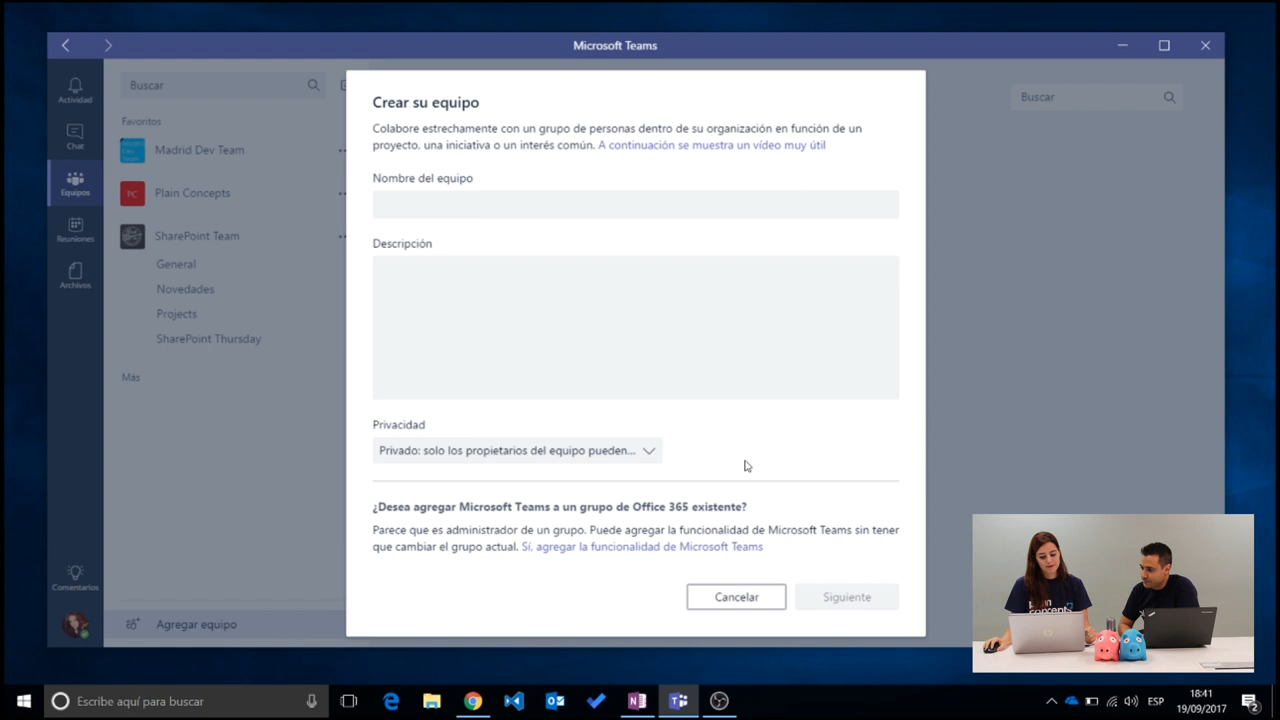 Microsoft Teams
Actividad
Chat
Equipos
Reuniones
Archivos
Comentarios
Buscar
Favoritos
Madrid Dev Team
PC
Plain Concepts
SharePoint Team
General
Novedades
Projects
SharePoint Thursday
Más
Agregar equipo
Buscar
Crear su equipo
Colabore estrechamente con un grupo de personas dentro de su organización en función de un
proyecto, una iniciativa o un interés común. A continuación se muestra un vídeo muy útil
Nombre del equipo
Descripción
Privacidad
Privado: solo los propietarios del equipo pueden...
¿Desea agregar Microsoft Teams a un grupo de Office 365 existente?
Parece que es administrador de un grupo. Puede agregar la funcionalidad de Microsoft Teams sin tener
que cambiar el grupo actual. Sí, agregar la funcionalidad de Microsoft Teams
Cancelar
Siguiente
Escribe aquí para buscar
ESP
18:41
19/09/2017
2